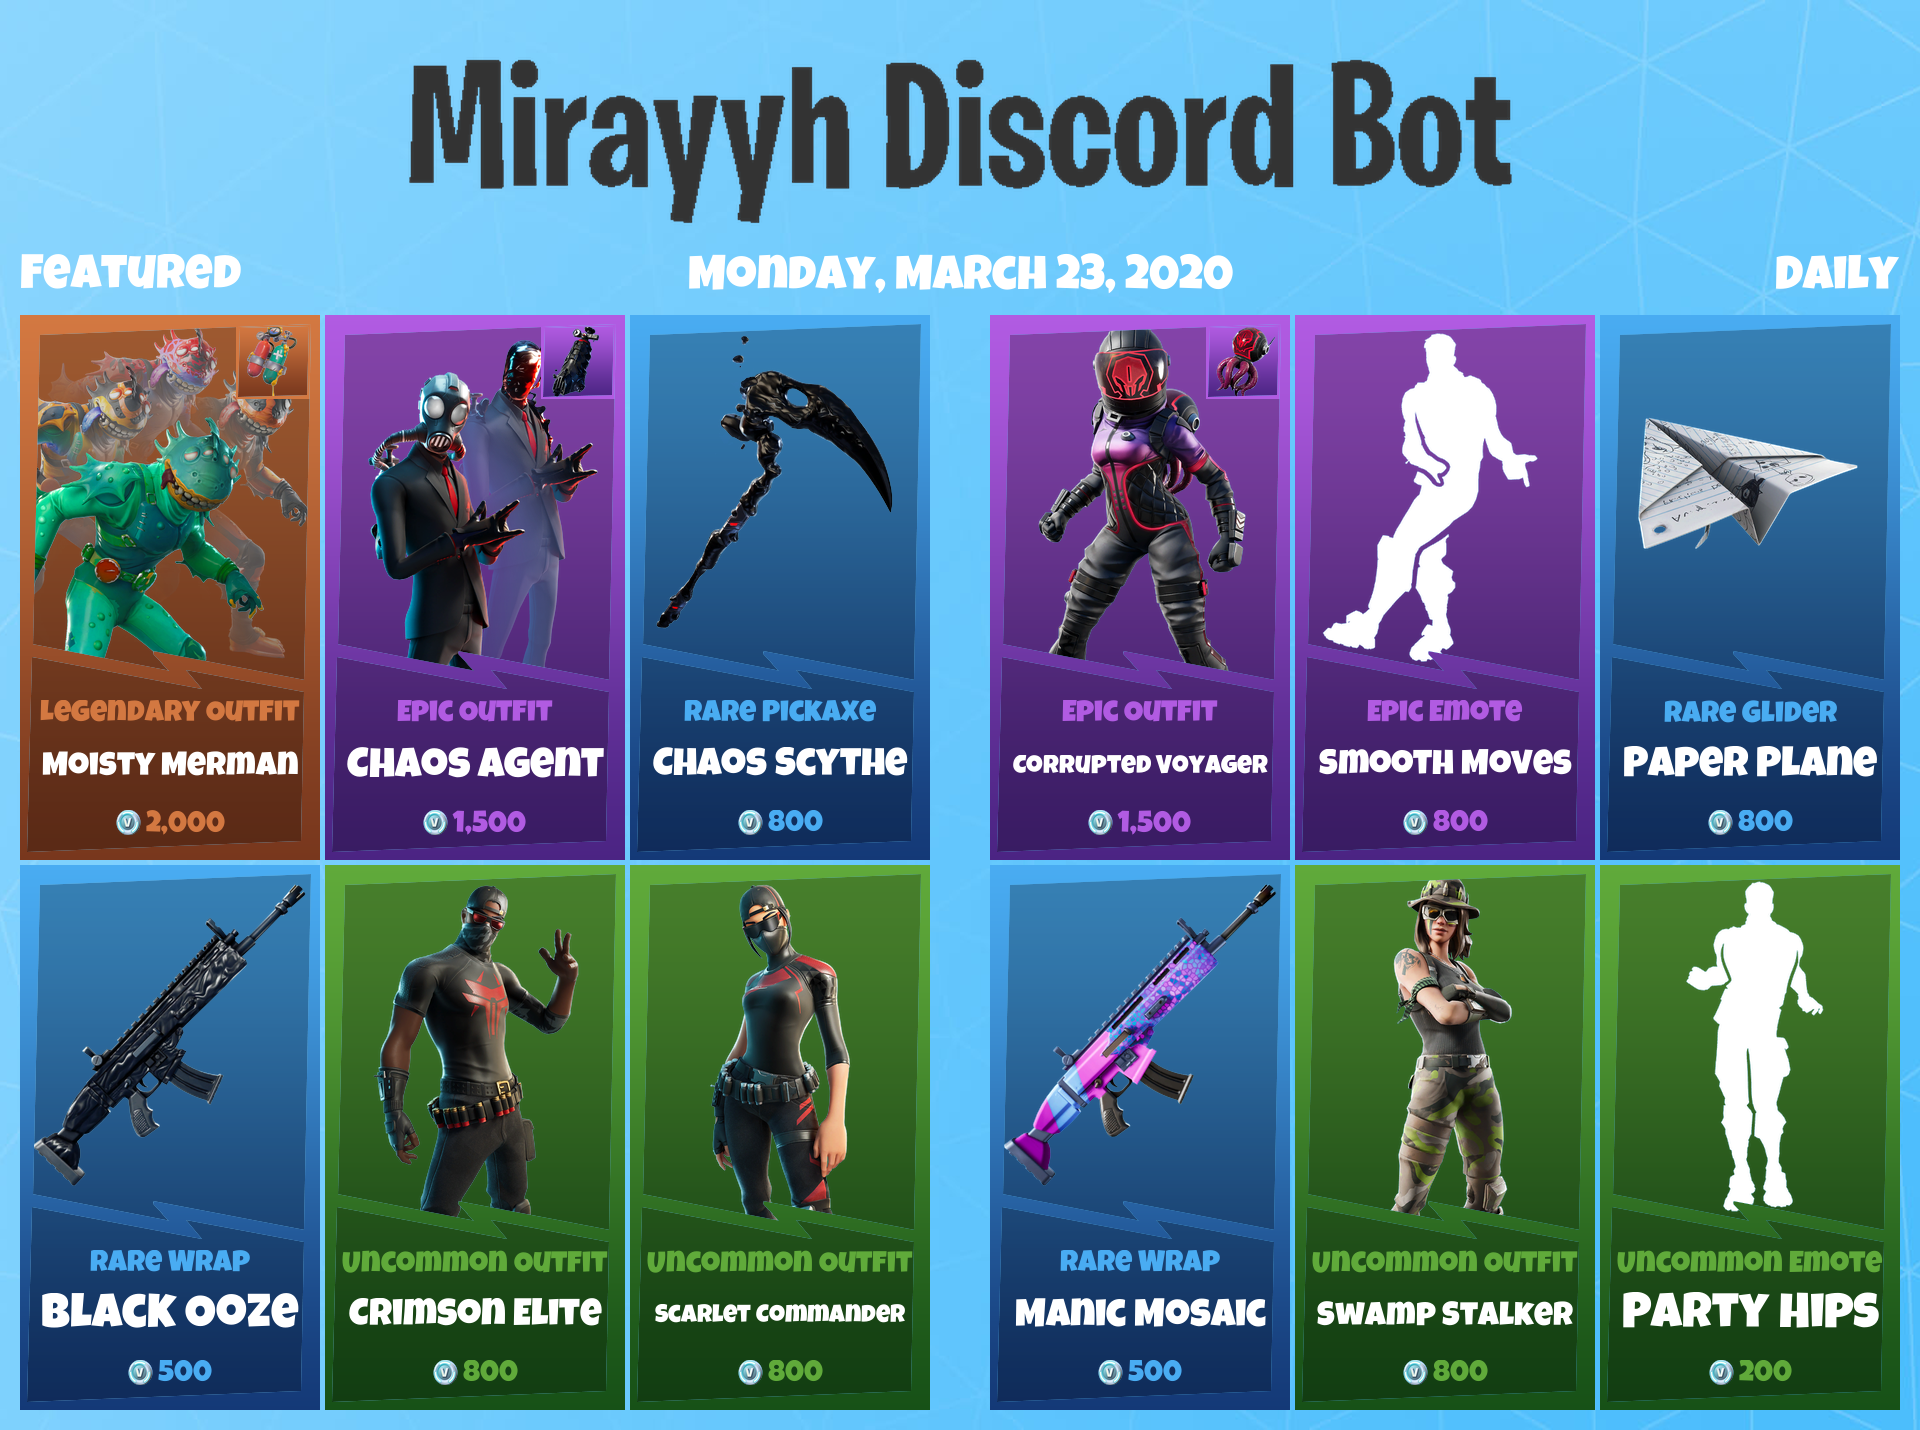 Mirayyh Discord Bot
FEATURED
MONDAY, MARCH 23, 2020
DAILY
LEGENDARY OUTFIT
MOISTY MERMAN
2,000
EPIC OUTFIT
CHAOS AGENT
1,500
RARE PICKAXE
CHAOS SCYTHE
800
EPIC OUTFIT
CORRUPTED VOYAGER
1,500
EPIC EMOTE
SMOOTH MOVES
800
RARE GLIDER
PAPER PLANE
800
RARE WRAP
BLACK OOZE
500
UNCOMMON OUTFIT
CRIMSON ELITE
800
UNCOMMON OUTFIT
SCARLET COMMANDER
800
RARE WRAP
MANIC MOSAIC
500
UNCOMMON OUTFIT
SWAMP STALKER
800
UNCOMMON EMOTE
PARTY HIPS
200